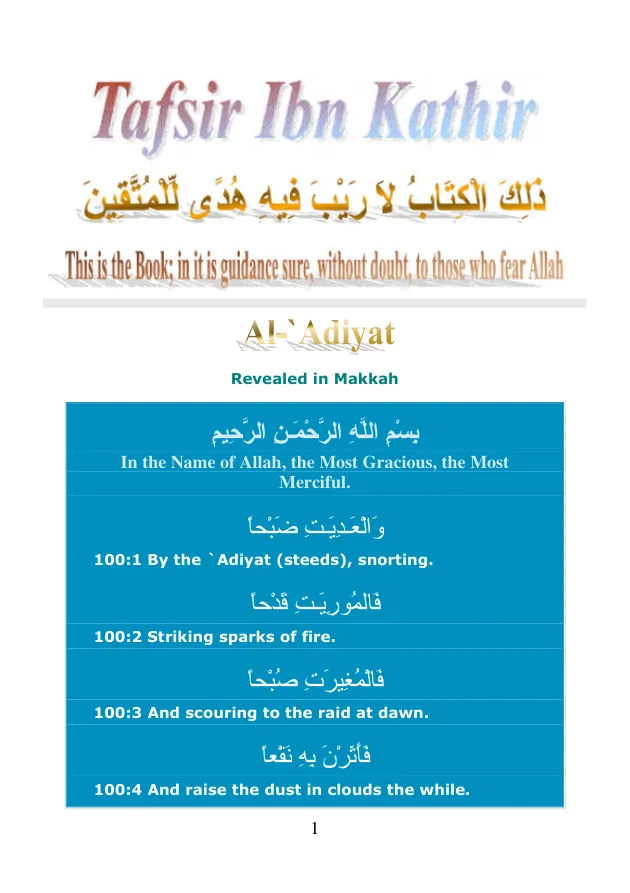 Tafsir Ibn Kathir
ذَلِكَ الْكِتَابُ لاَ رَيْبَ فِيهِ هُدًى لِّلْمُتَّقِينَ
This is the Book; in it is guidance sure, without doubt, to those who fear Allah
Al-`Adiyat
Revealed in Makkah
بِسْمِ اللَّهِ الرَّحْمَـنِ الرَّحِيمِ
In the Name of Allah, the Most Gracious, the Most
Merciful.
وَالْعَـدِيَـتِ ضَبْحاً
100:1 By the `Adiyat (steeds), snorting.
فَالمُورِيَـتِ قَدْحاً
100:2 Striking sparks of fire.
فَالْمُغِيرَتِ صُبْحاً
100:3 And scouring to the raid at dawn.
فَأَثَرْنَ بِهِ نَقْعاً
100:4 And raise the dust in clouds the while.
1